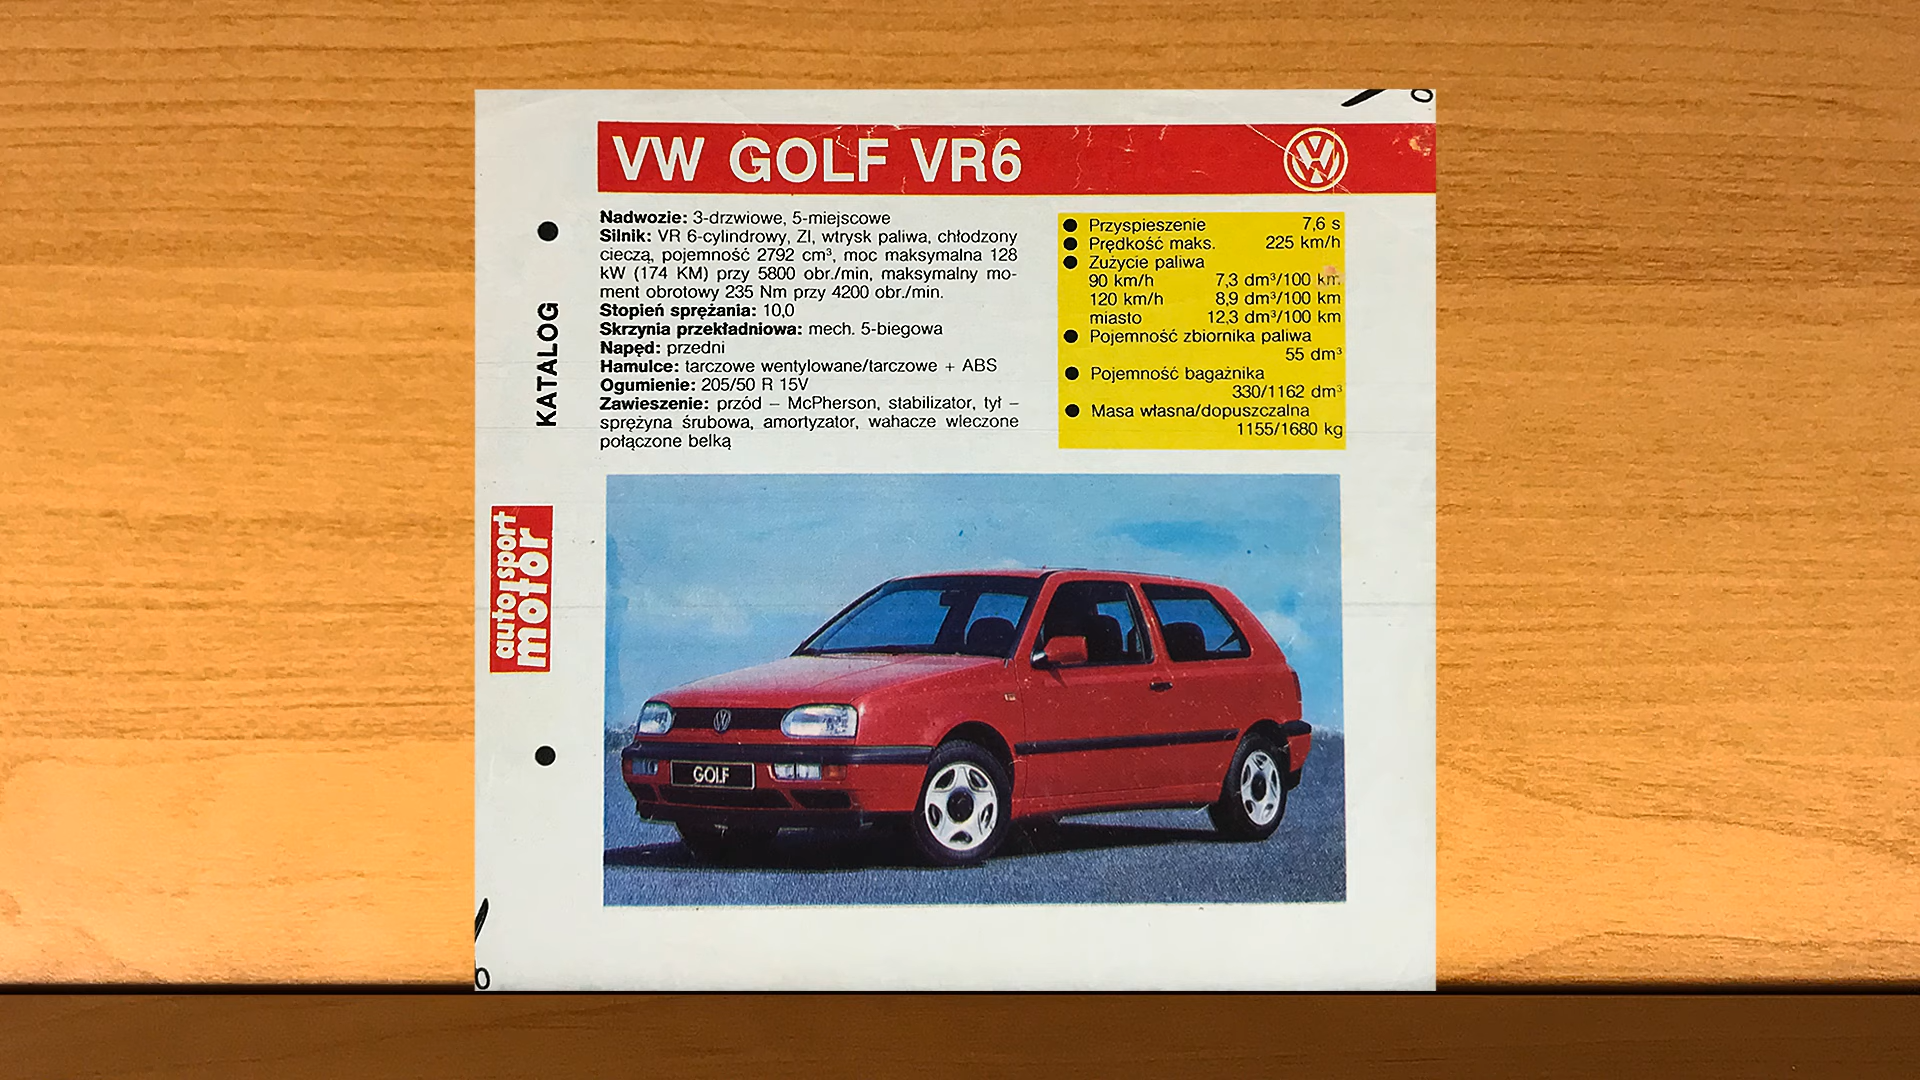 VW GOLF VR6
Nadwozie: 3-drzwiowe, 5-miejscowe
Silnik: VR 6-cylindrowy, ZI, wtrysk paliwa, chłodzony
cieczą, pojemność 2792 cm³, moc maksymalna 128
kW (174 KM) przy 5800 obr./min, maksymalny mo-
ment obrotowy 235 Nm przy 4200 obr./min.
Stopień sprężania: 10,0
Skrzynia przekładniowa: mech. 5-biegowa
Napęd: przedni
Hamulce: tarczowe wentylowane/tarczowe + ABS
Ogumienie: 205/50 R 15V
Zawieszenie: przód – McPherson, stabilizator, tył –
sprężyna śrubowa, amortyzator, wahacze wleczone
połączone belką
● Przyspieszenie 7,6 s
● Prędkość maks. 225 km/h
● Zużycie paliwa
90 km/h 7,3 dm³/100 km
120 km/h 8,9 dm³/100 km
miasto 12,3 dm³/100 km
● Pojemność zbiornika paliwa
55 dm³
● Pojemność bagażnika
330/1162 dm³
● Masa własna/dopuszczalna
1155/1680 kg
KATALOG
auto sport
motor
GOLF